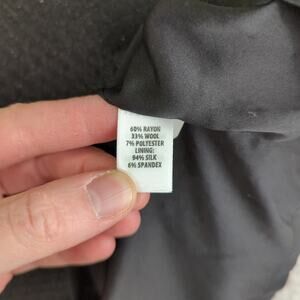 60% RAYON
33% WOOL
7% POLYESTER
LINING:
94% SILK
6% SPANDEX